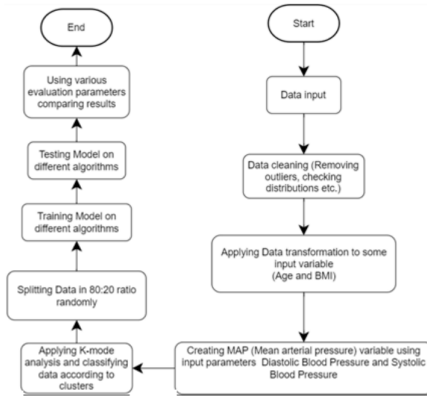 Start
Data input
Data cleaning (Removing
outliers, checking
distributions etc.)
Applying Data transformation to some
input variable
(Age and BMI)
Creating MAP (Mean arterial pressure) variable using
input parameters Diastolic Blood Pressure and Systolic
Blood Pressure
Applying K-mode
analysis and classifying
data according to
clusters
Splitting Data in 80:20 ratio
randomly
Training Model on
different algorithms
Testing Model on
different algorithms
Using various
evaluation parameters
comparing results
End